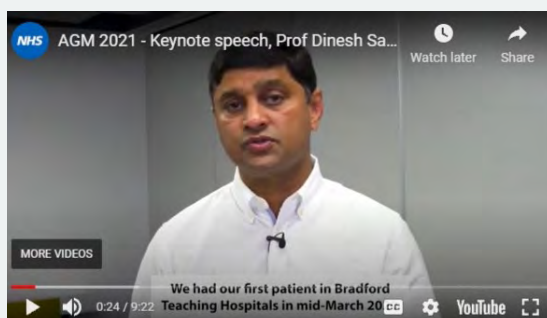 NHS
AGM 2021 - Keynote speech, Prof Dinesh Sa...
Watch later
Share
MORE VIDEOS
We had our first patient in Bradford
Teaching Hospitals in mid-March 20
0:24 / 9:22
CC
YouTube